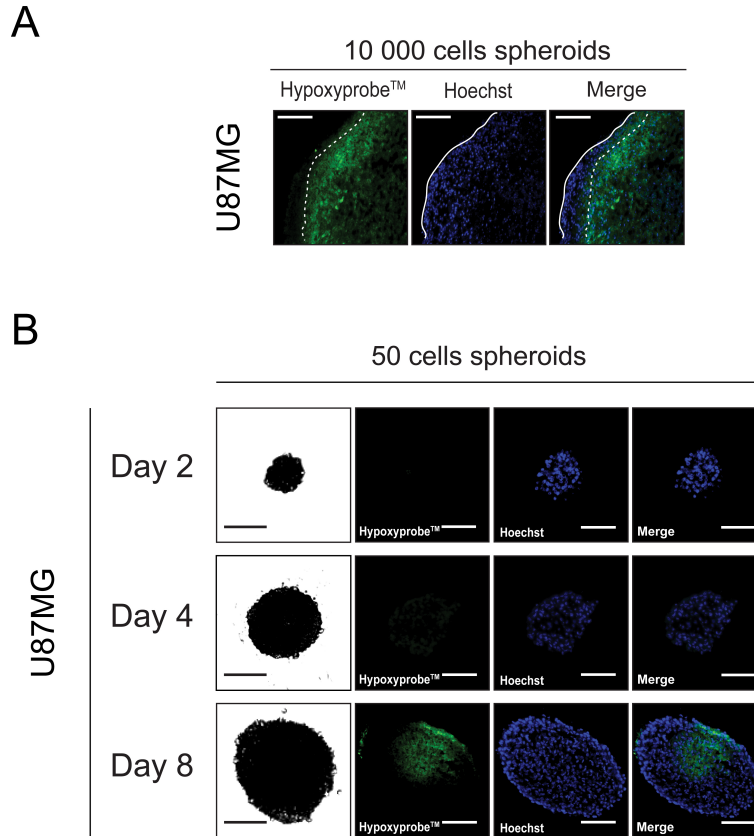 A
10 000 cells spheroids
Hypoxyprobe™ Hoechst Merge
U87MG
B
50 cells spheroids
U87MG
Day 2
Hypoxyprobe™ Hoechst Merge
Day 4
Hypoxyprobe™ Hoechst Merge
Day 8
Hypoxyprobe™ Hoechst Merge